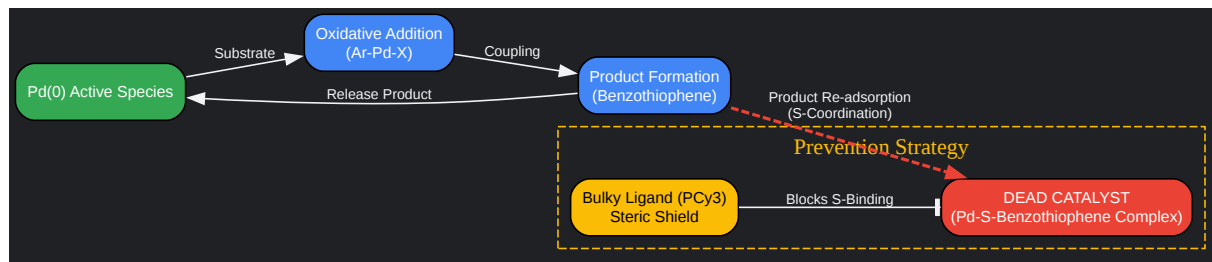 Oxidative Addition
(Ar-Pd-X)
Substrate
Coupling
Pd(0) Active Species
Product Formation
(Benzothiophene)
Release Product
Product Re-adsorption
(S-Coordination)
Prevention Strategy
Bulky Ligand (PCy3)
Steric Shield
Blocks S-Binding
DEAD CATALYST
(Pd-S-Benzothiophene Complex)